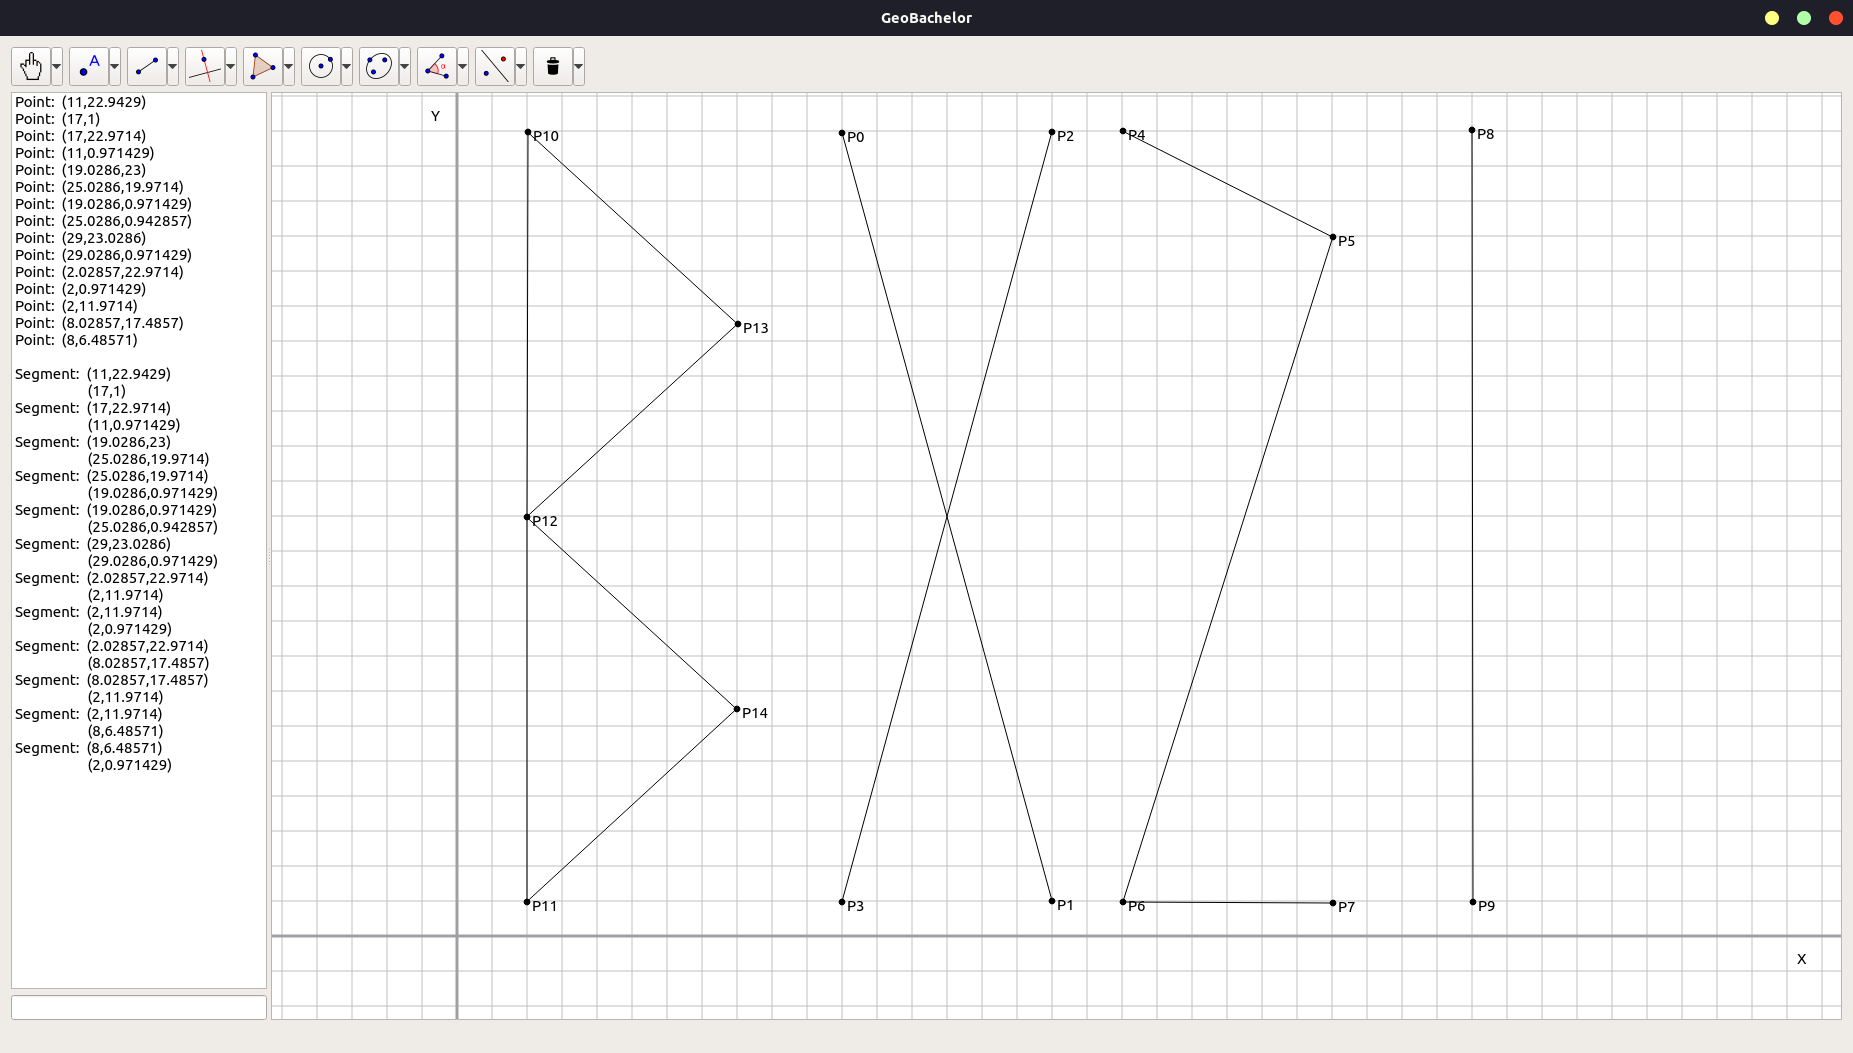 GeoBachelor
A
α
Point: (11,22.9429)
Point: (17,1)
Point: (17,22.9714)
Point: (11,0.971429)
Point: (19.0286,23)
Point: (25.0286,19.9714)
Point: (19.0286,0.971429)
Point: (25.0286,0.942857)
Point: (29,23.0286)
Point: (29.0286,0.971429)
Point: (2.02857,22.9714)
Point: (2,0.971429)
Point: (2,11.9714)
Point: (8.02857,17.4857)
Point: (8,6.48571)
Segment: (11,22.9429)
(17,1)
Segment: (17,22.9714)
(11,0.971429)
Segment: (19.0286,23)
(25.0286,19.9714)
Segment: (25.0286,19.9714)
(19.0286,0.971429)
Segment: (19.0286,0.971429)
(25.0286,0.942857)
Segment: (29,23.0286)
(29.0286,0.971429)
Segment: (2.02857,22.9714)
(2,11.9714)
Segment: (2,11.9714)
(2,0.971429)
Segment: (2.02857,22.9714)
(8.02857,17.4857)
Segment: (8.02857,17.4857)
(2,11.9714)
Segment: (2,11.9714)
(8,6.48571)
Segment: (8,6.48571)
(2,0.971429)
Y
P10
P0
P2
P4
P8
P5
P13
P12
P14
P11
P3
P1
P6
P7
P9
X